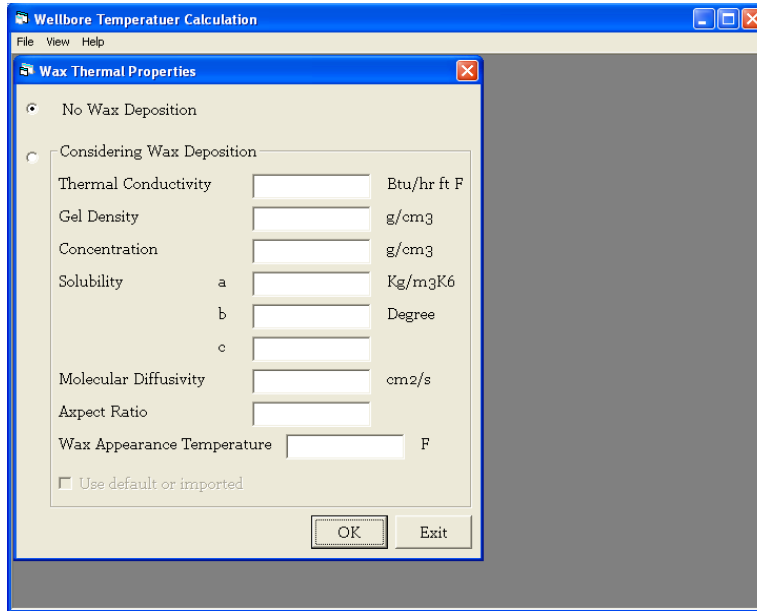 Wellbore Temperatuer Calculation
File View Help
Wax Thermal Properties
No Wax Deposition
Considering Wax Deposition
Thermal Conductivity Btu/hr ft F
Gel Density g/cm3
Concentration g/cm3
Solubility a Kg/m3K6
b Degree
c
Molecular Diffusivity cm2/s
Axpect Ratio
Wax Appearance Temperature F
Use default or imported
OK Exit